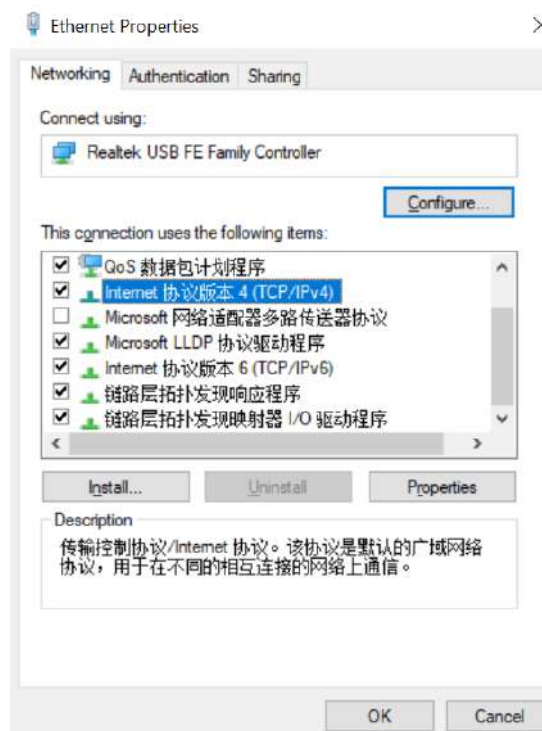 Ethernet Properties
Networking Authentication Sharing
Connect using:
Realtek USB FE Family Controller
Configure...
This connection uses the following items:
QoS 数据包计划程序
Internet 协议版本 4 (TCP/IPv4)
Microsoft 网络适配器多路传送器协议
Microsoft LLDP 协议驱动程序
Internet 协议版本 6 (TCP/IPv6)
链路层拓扑发现响应程序
链路层拓扑发现映射器 I/O 驱动程序
Install... Uninstall Properties
Description
传输控制协议/Internet 协议。该协议是默认的广域网络
协议，用于在不同的相互连接的网络上通信。
OK Cancel